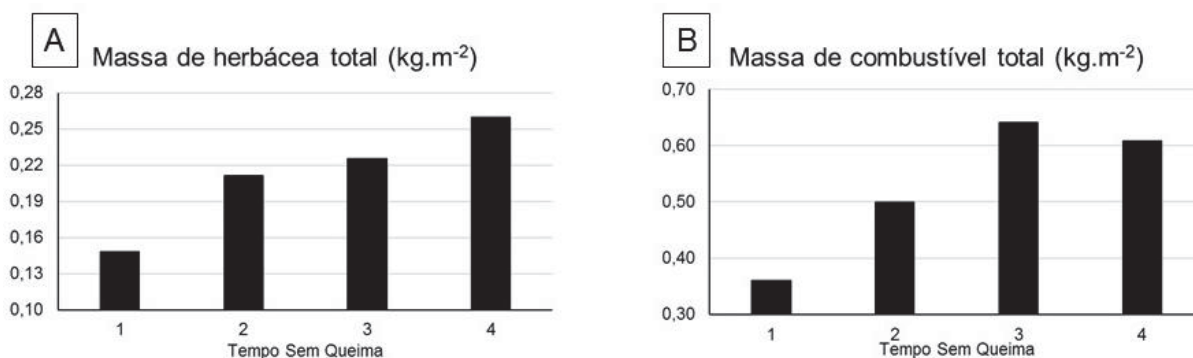 A
Massa de herbácea total (kg.m-2)
0,28
0,25
0,22
0,19
0,16
0,13
0,10
1 2 3 4
Tempo Sem Queima
B
Massa de combustível total (kg.m-2)
0,70
0,60
0,50
0,40
0,30
1 2 3 4
Tempo Sem Queima